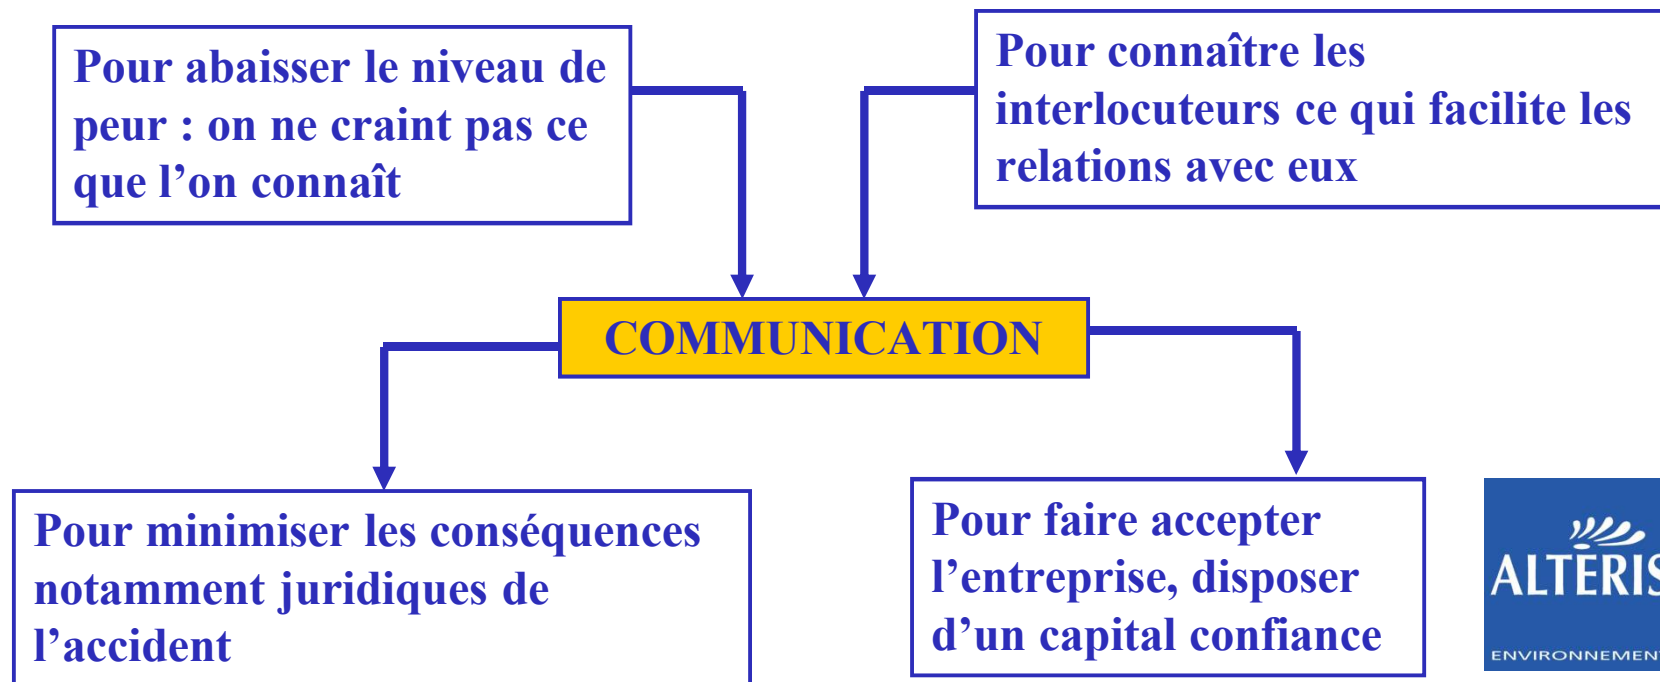 Pour abaisser le niveau de
peur : on ne craint pas ce
que l’on connaît
Pour connaître les
interlocuteurs ce qui facilite les
relations avec eux
COMMUNICATION
Pour minimiser les conséquences
notamment juridiques de
l’accident
Pour faire accepter
l’entreprise, disposer
d’un capital confiance
ALTERIS
ENVIRONNEMENT